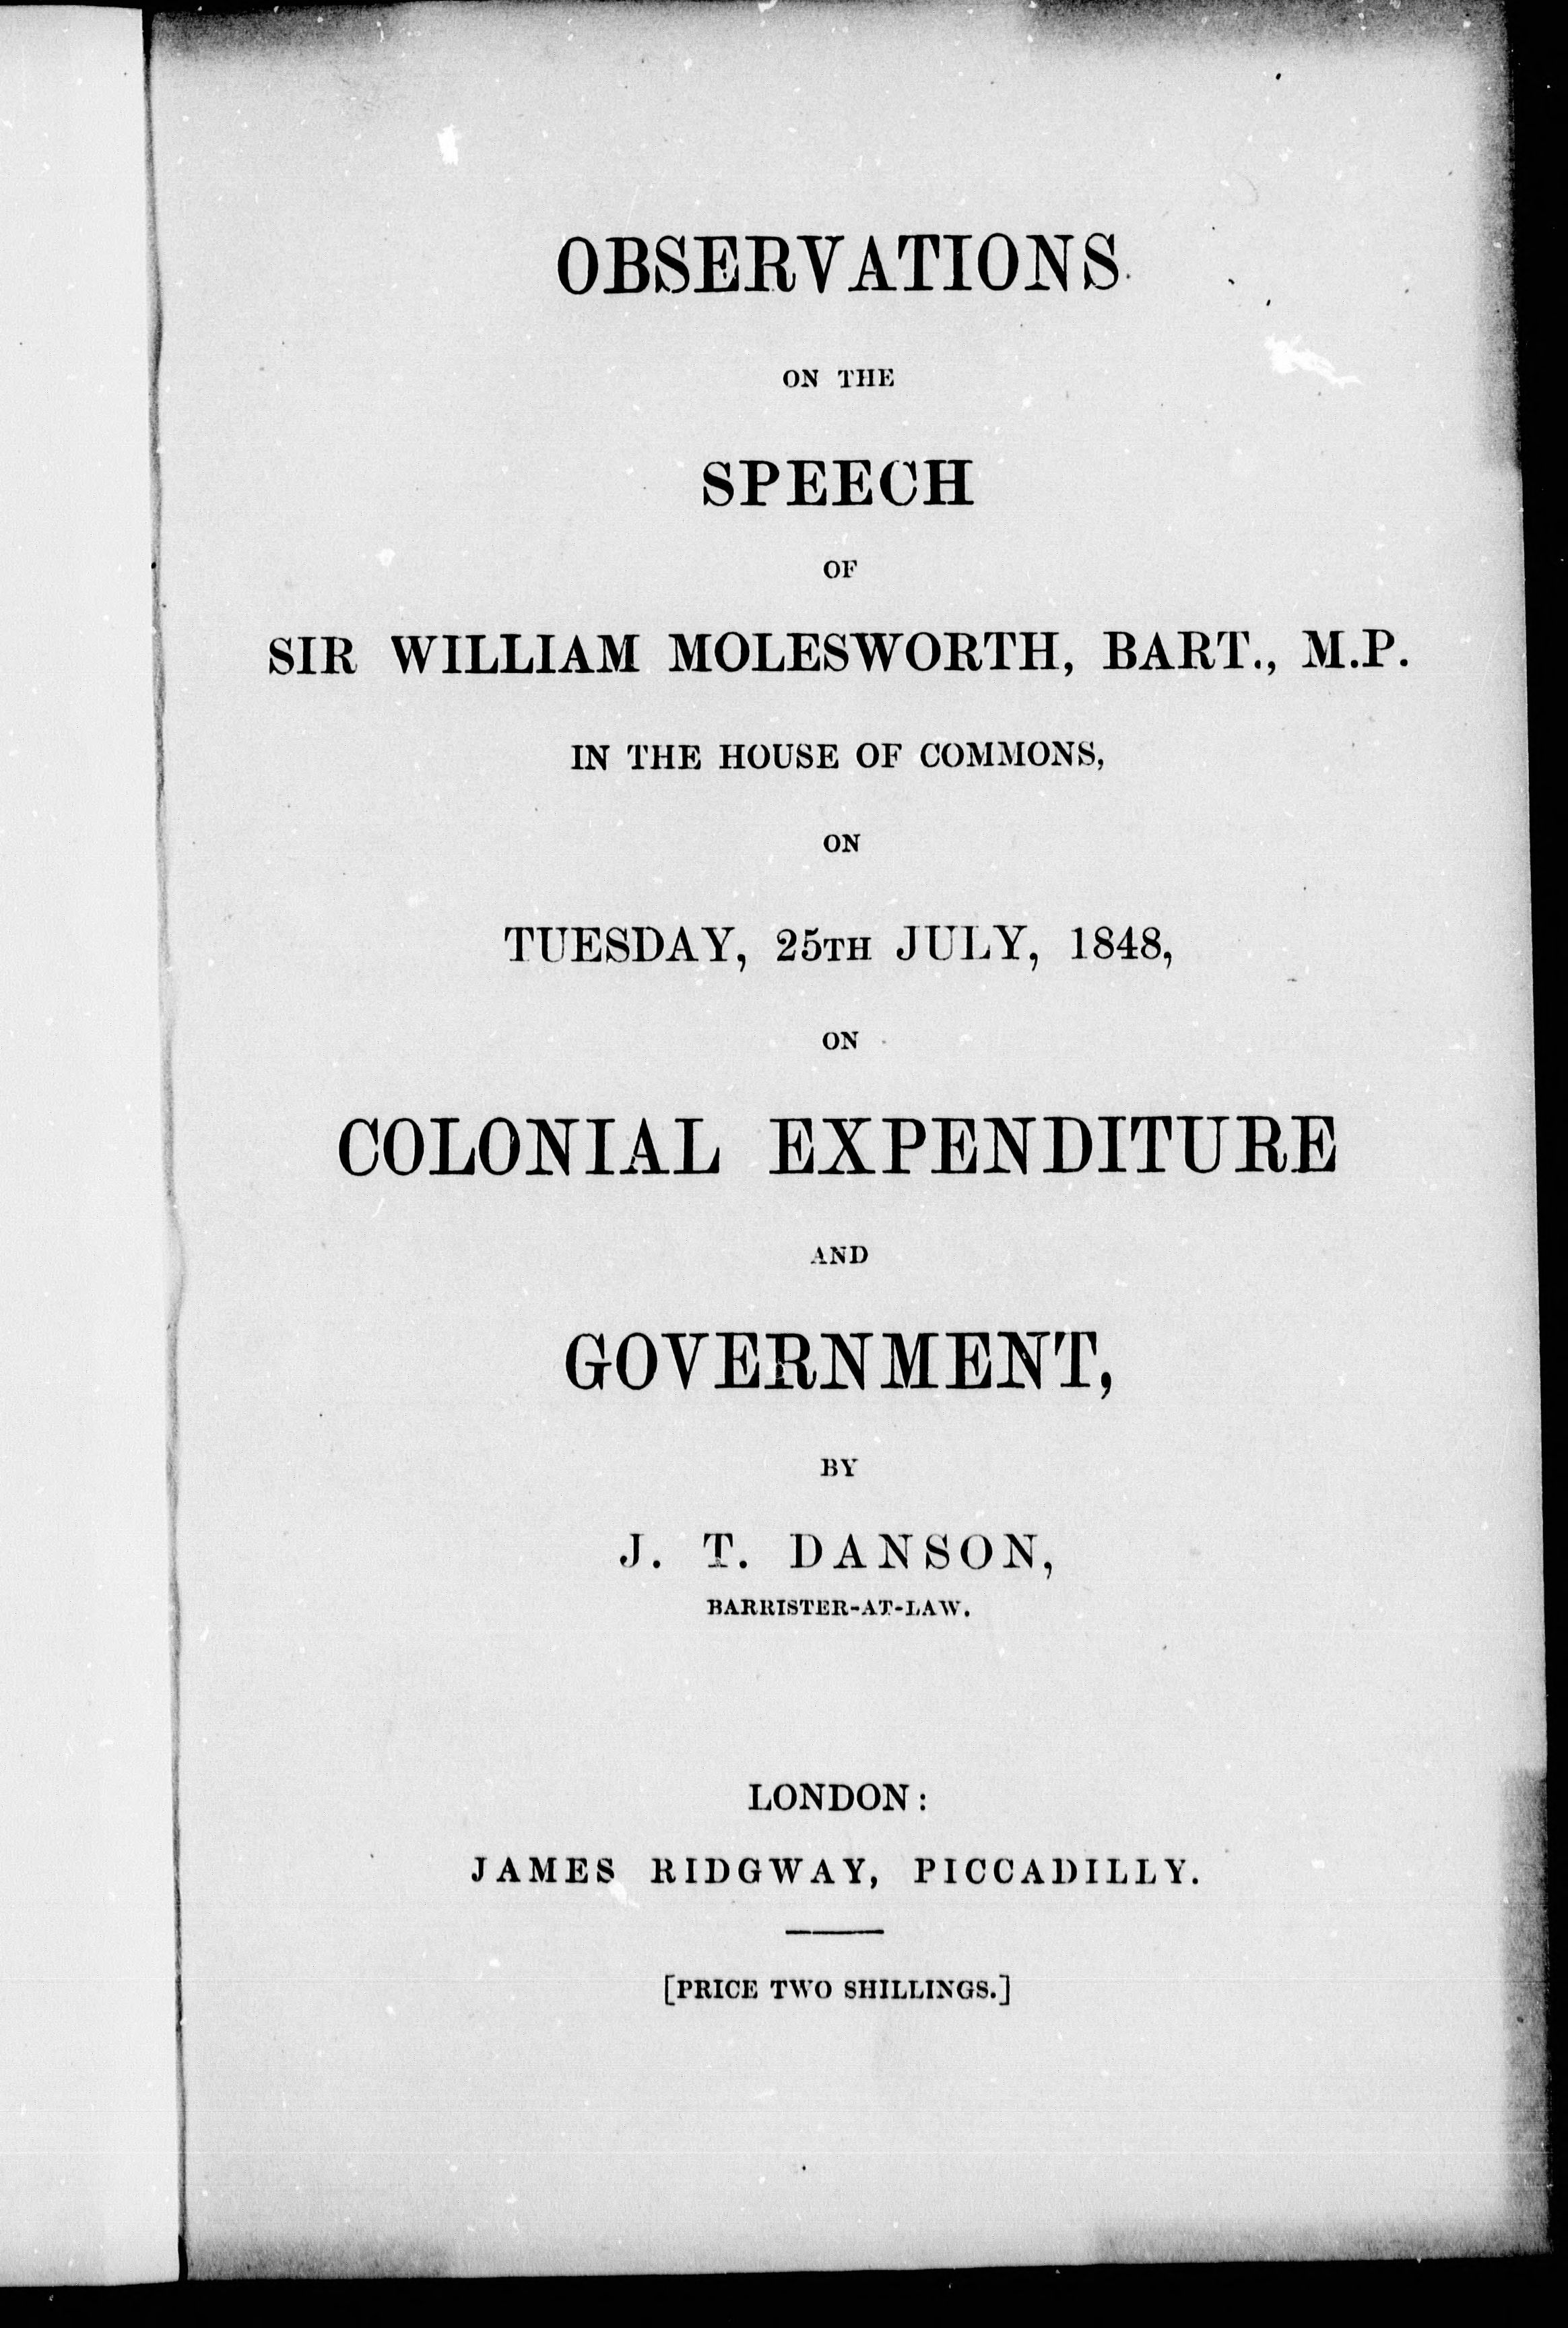 OBSERVATIONS
ON THE
SPEECH
OF
SIR WILLIAM MOLESWORTH, BART., M.P.
IN THE HOUSE OF COMMONS,
ON
TUESDAY, 25TH JULY, 1848,
ON
COLONIAL EXPENDITURE
AND
GOVERNMENT,
BY
J. T. DANSON,
BARRISTER-AT-LAW.
LONDON:
JAMES RIDGWAY, PICCADILLY.
[PRICE TWO SHILLINGS.]